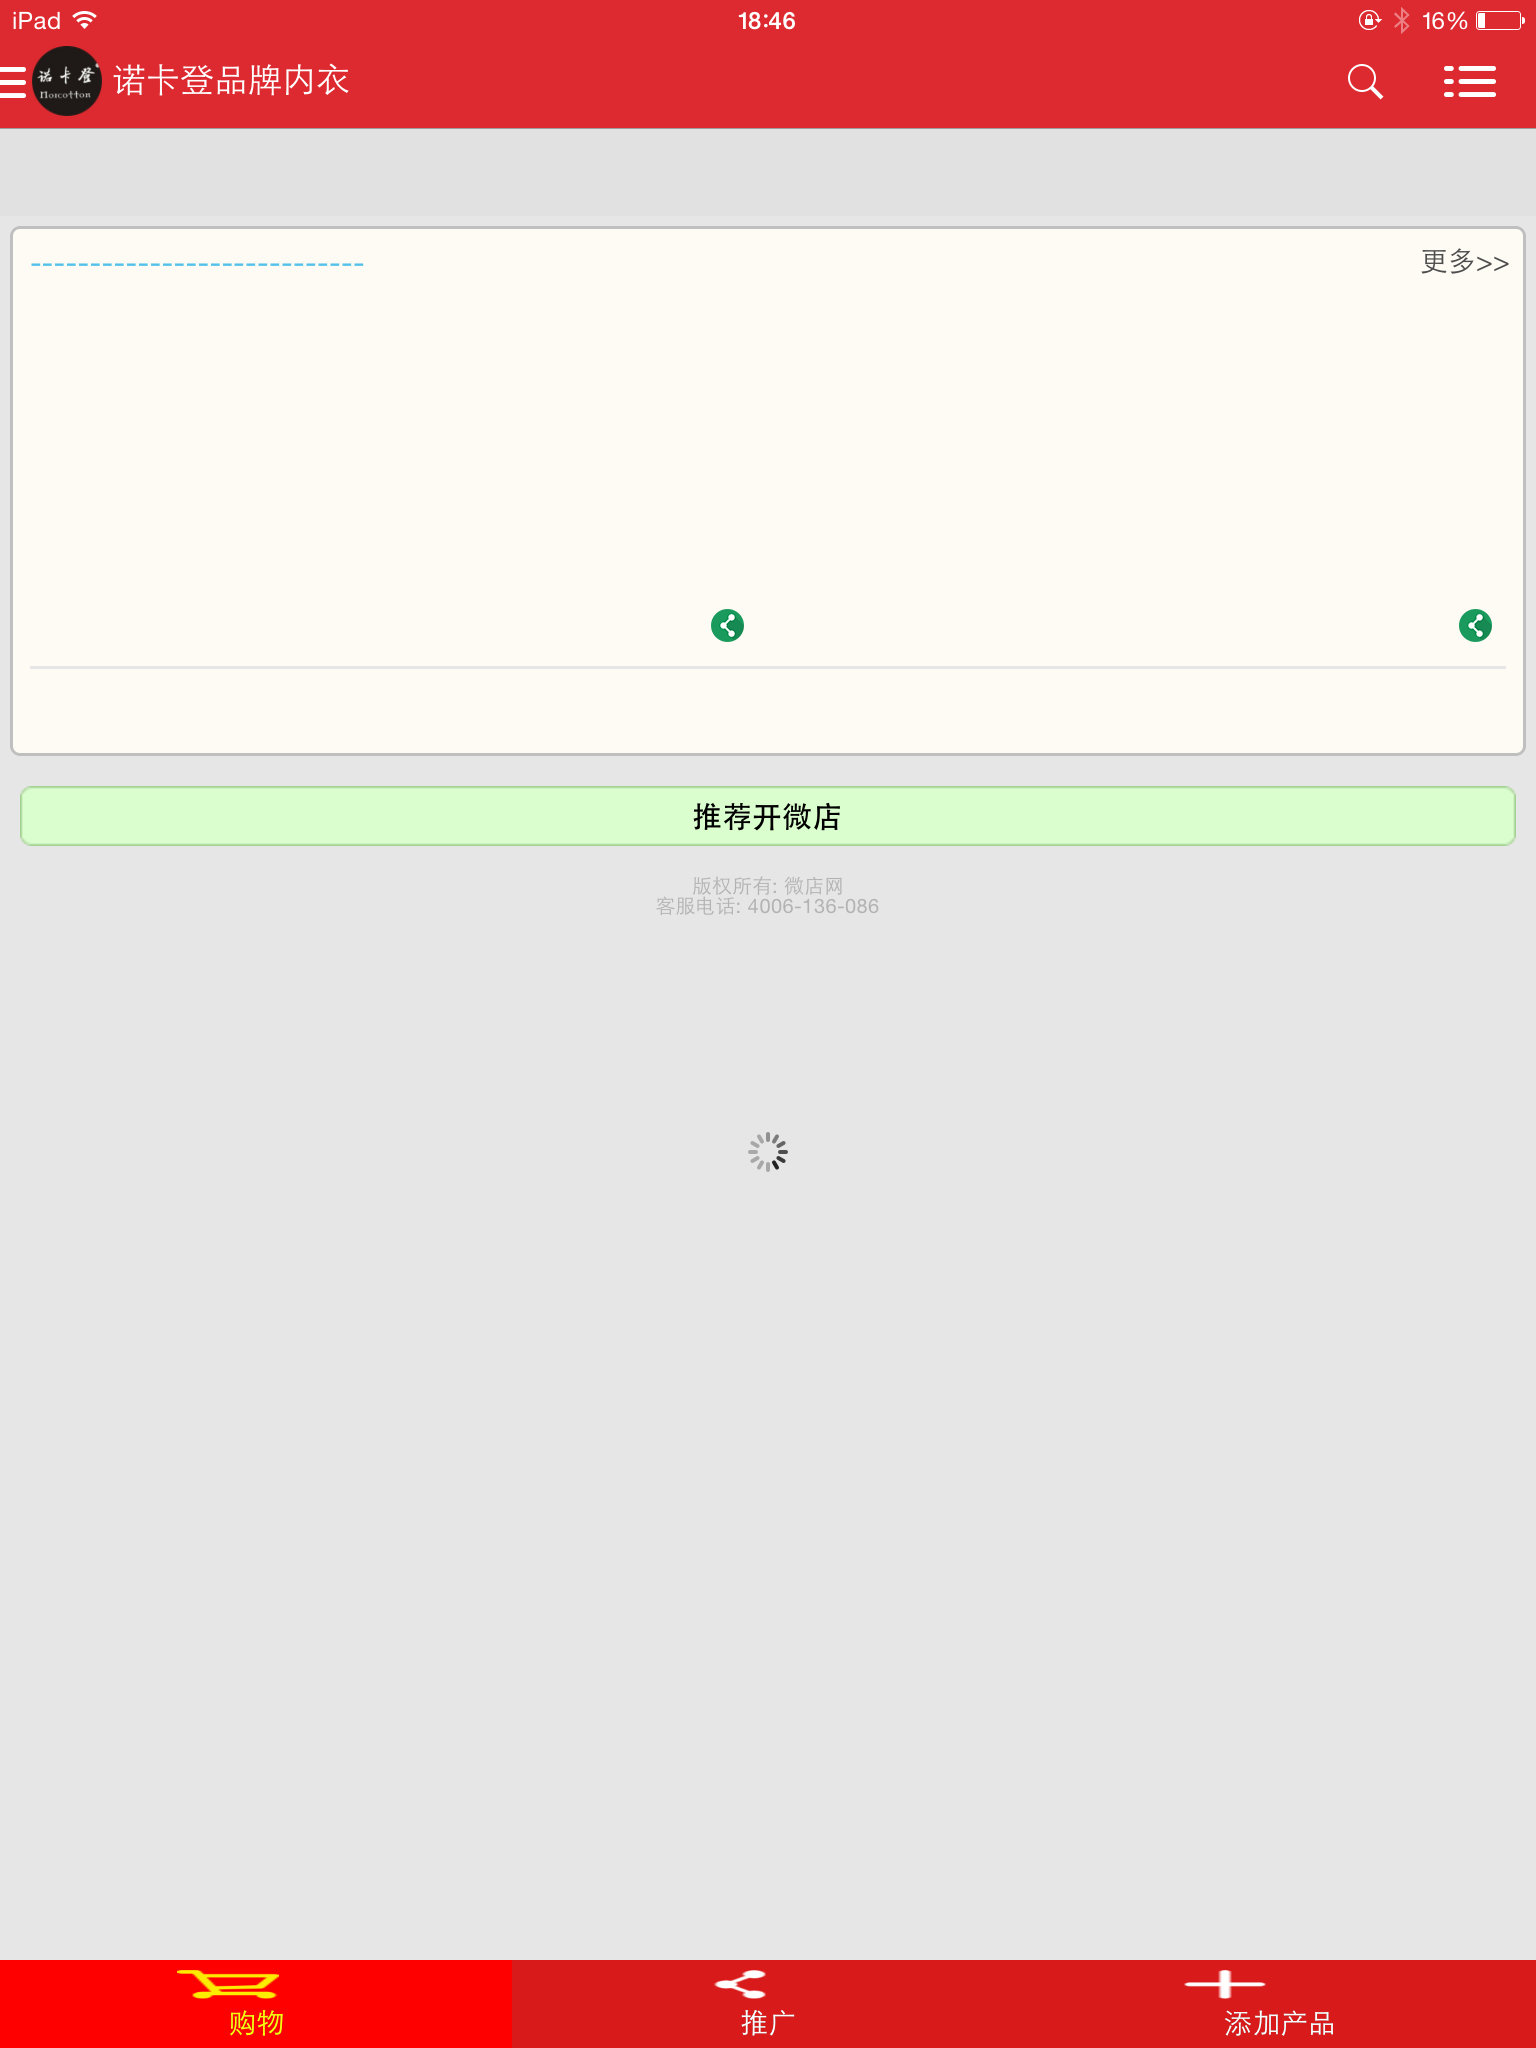 iPad 18:46 16%
诺卡登 Noicotton 诺卡登品牌内衣
---------------------------- 更多>>
推荐开微店
版权所有: 微店网
客服电话: 4006-136-086
购物 推广 添加产品